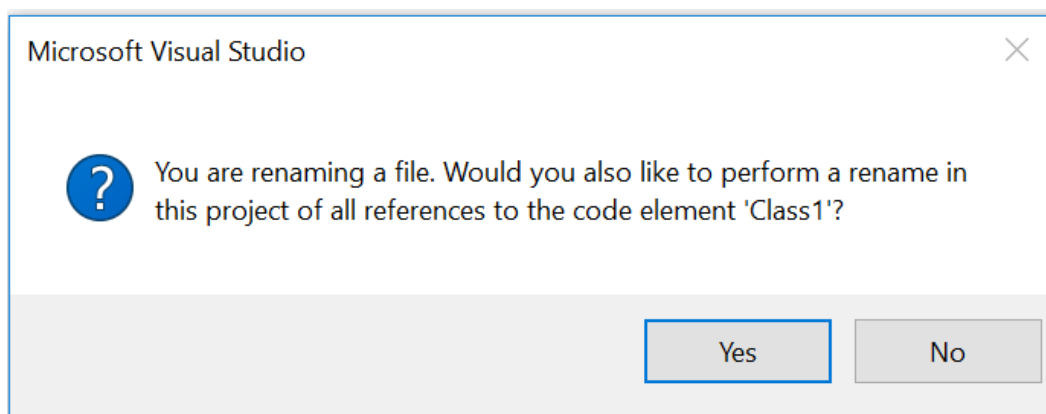 Microsoft Visual Studio
You are renaming a file. Would you also like to perform a rename in
this project of all references to the code element 'Class1'?
Yes
No